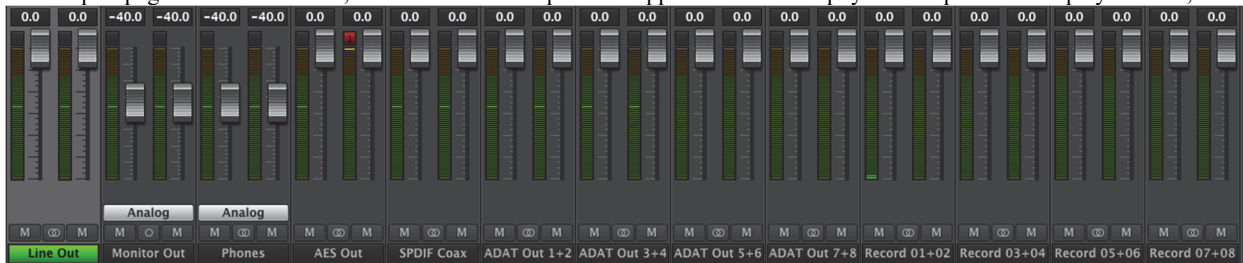 0.0 0.0 -40.0 -40.0 -40.0 -40.0 0.0 0.0 0.0 0.0 0.0 0.0 0.0 0.0 0.0 0.0 0.0 0.0 0.0 0.0 0.0 0.0 0.0 0.0 0.0 0.0
Analog Analog
M M M M M M M M M M M M M M M M M M M M M M M M M M
Line Out Monitor Out Phones AES Out SPDIF Coax ADAT Out 1+2 ADAT Out 3+4 ADAT Out 5+6 ADAT Out 7+8 Record 01+02 Record 03+04 Record 05+06 Record 07+08